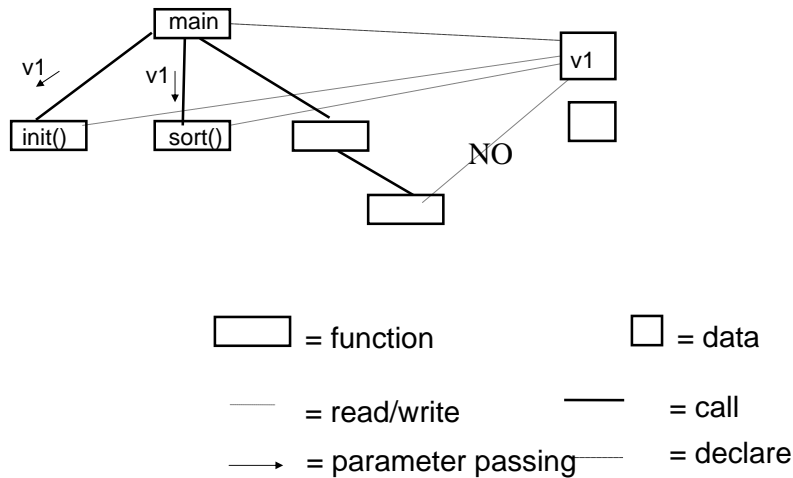 main
v1
v1
v1
init()
sort()
NO
= function
= data
= read/write
= call
= parameter passing
= declare